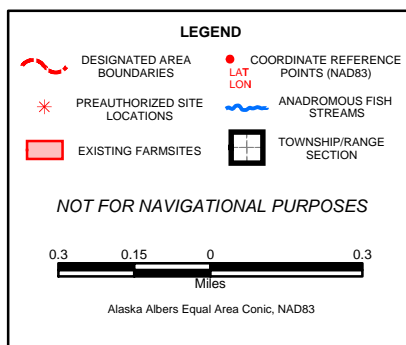 LEGEND
DESIGNATED AREA
BOUNDARIES
LAT
LON
COORDINATE REFERENCE
POINTS (NAD83)
PREAUTHORIZED SITE
LOCATIONS
ANADROMOUS FISH
STREAMS
EXISTING FARMSITES
TOWNSHIP/RANGE
SECTION
NOT FOR NAVIGATIONAL PURPOSES
0.3 0.15 0 0.3
Miles
Alaska Albers Equal Area Conic, NAD83